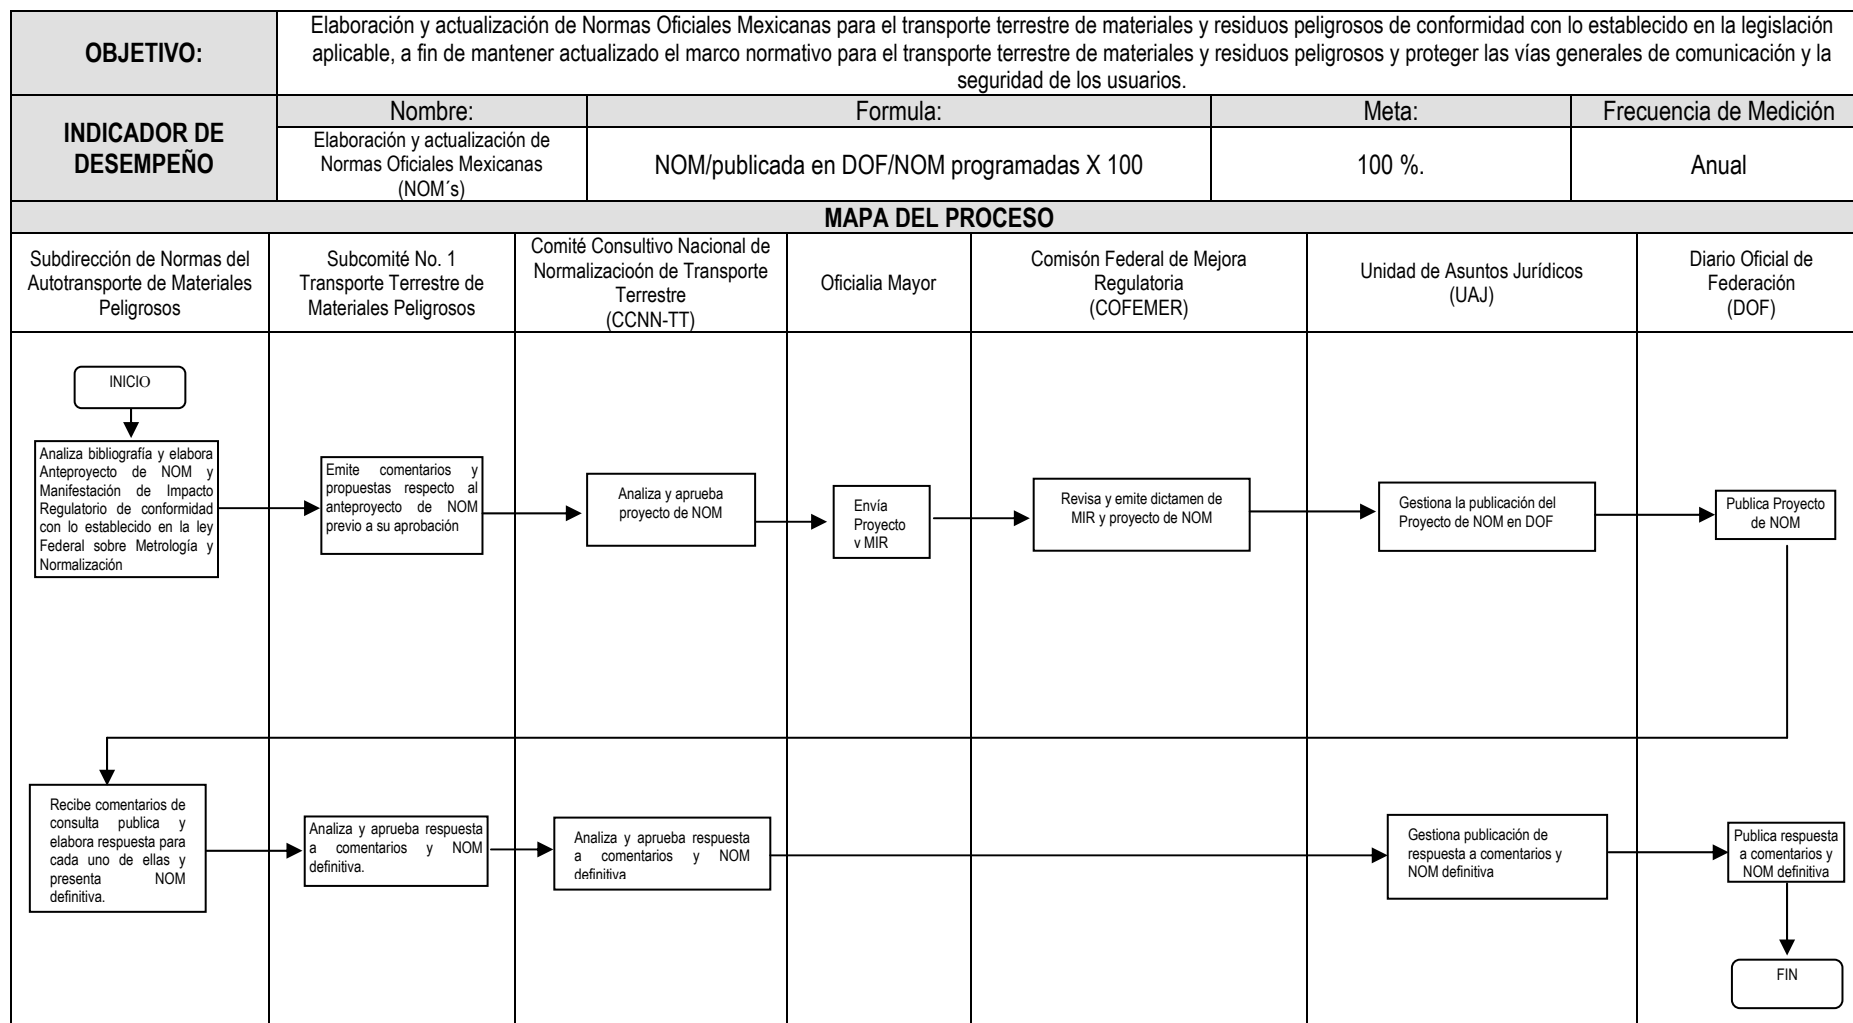 OBJETIVO:
Elaboración y actualización de Normas Oficiales Mexicanas para el transporte terrestre de materiales y residuos peligrosos de conformidad con lo establecido en la legislación
aplicable, a fin de mantener actualizado el marco normativo para el transporte terrestre de materiales y residuos peligrosos y proteger las vías generales de comunicación y la
seguridad de los usuarios.
INDICADOR DE
DESEMPEÑO
Nombre:
Formula:
Meta:
Frecuencia de Medición
Elaboración y actualización de
Normas Oficiales Mexicanas
(NOM´s)
NOM/publicada en DOF/NOM programadas X 100
100 %.
Anual
MAPA DEL PROCESO
Subdirección de Normas del
Autotransporte de Materiales
Peligrosos
Subcomité No. 1
Transporte Terrestre de
Materiales Peligrosos
Comité Consultivo Nacional de
Normalizacioón de Transporte
Terrestre
(CCNN-TT)
Oficialia Mayor
Comisón Federal de Mejora
Regulatoria
(COFEMER)
Unidad de Asuntos Jurídicos
(UAJ)
Diario Oficial de
Federación
(DOF)
INICIO
Analiza bibliografía y elabora
Anteproyecto de NOM y
Manifestación de Impacto
Regulatorio de conformidad
con lo establecido en la ley
Federal sobre Metrología y
Normalización
Emite comentarios y
propuestas respecto al
anteproyecto de NOM
previo a su aprobación
Analiza y aprueba
proyecto de NOM
Envía
Proyecto
y MIR
Revisa y emite dictamen de
MIR y proyecto de NOM
Gestiona la publicación del
Proyecto de NOM en DOF
Publica Proyecto
de NOM
Recibe comentarios de
consulta publica y
elabora respuesta para
cada uno de ellas y
presenta NOM
definitiva.
Analiza y aprueba respuesta
a comentarios y NOM
definitiva.
Analiza y aprueba respuesta
a comentarios y NOM
definitiva
Gestiona publicación de
respuesta a comentarios y
NOM definitiva
Publica respuesta
a comentarios y
NOM definitiva
FIN